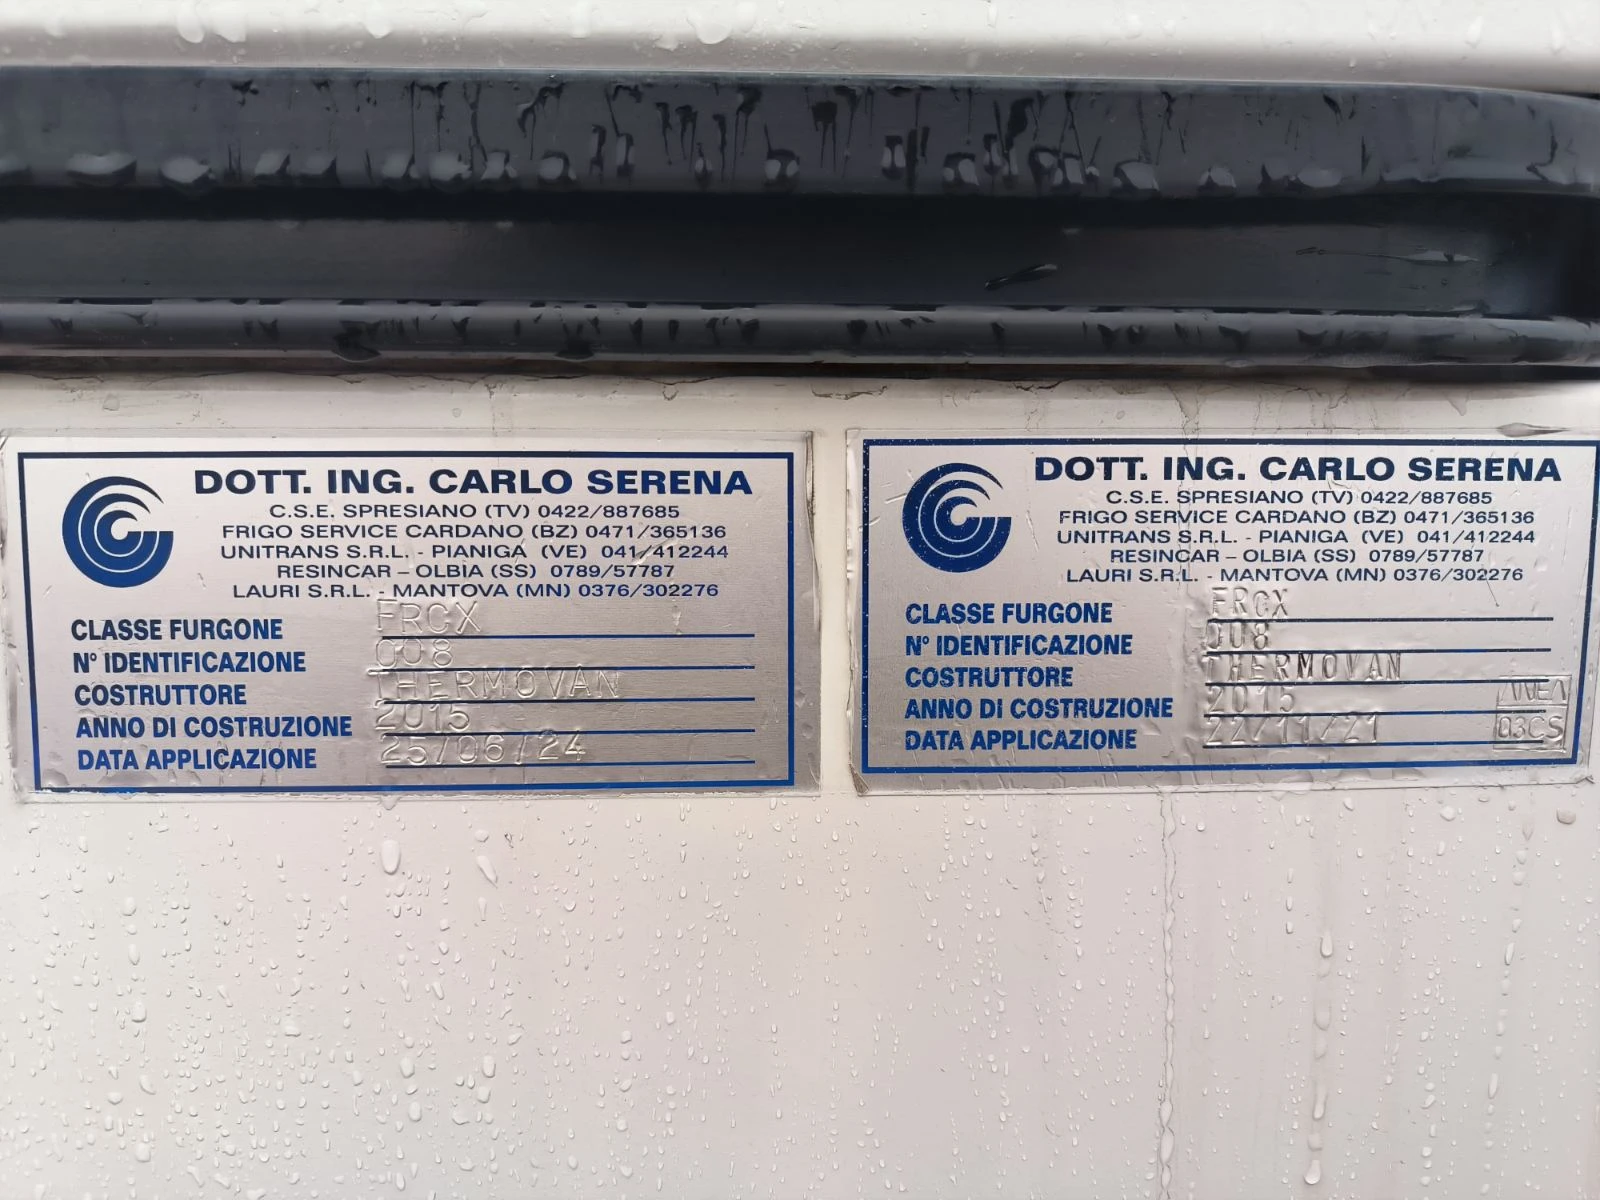 DOTT. ING. CARLO SERENA
C.S.E. SPRESIANO (TV) 0422/887685
FRIGO SERVICE CARDANO (BZ) 0471/365136
UNITRANS S.R.L. - PIANIGA (VE) 041/412244
RESINCAR – OLBIA (SS) 0789/57787
LAURI S.R.L. - MANTOVA (MN) 0376/302276
CLASSE FURGONE FRCX
N° IDENTIFICAZIONE 008
COSTRUTTORE THERMOVAN
ANNO DI COSTRUZIONE 2015
DATA APPLICAZIONE 25/06/24
DOTT. ING. CARLO SERENA
C.S.E. SPRESIANO (TV) 0422/887685
FRIGO SERVICE CARDANO (BZ) 0471/365136
UNITRANS S.R.L. - PIANIGA (VE) 041/412244
RESINCAR – OLBIA (SS) 0789/57787
LAURI S.R.L. - MANTOVA (MN) 0376/302276
CLASSE FURGONE FRCX
N° IDENTIFICAZIONE 008
COSTRUTTORE THERMOVAN
ANNO DI COSTRUZIONE 2015
DATA APPLICAZIONE 22/11/21
03CS